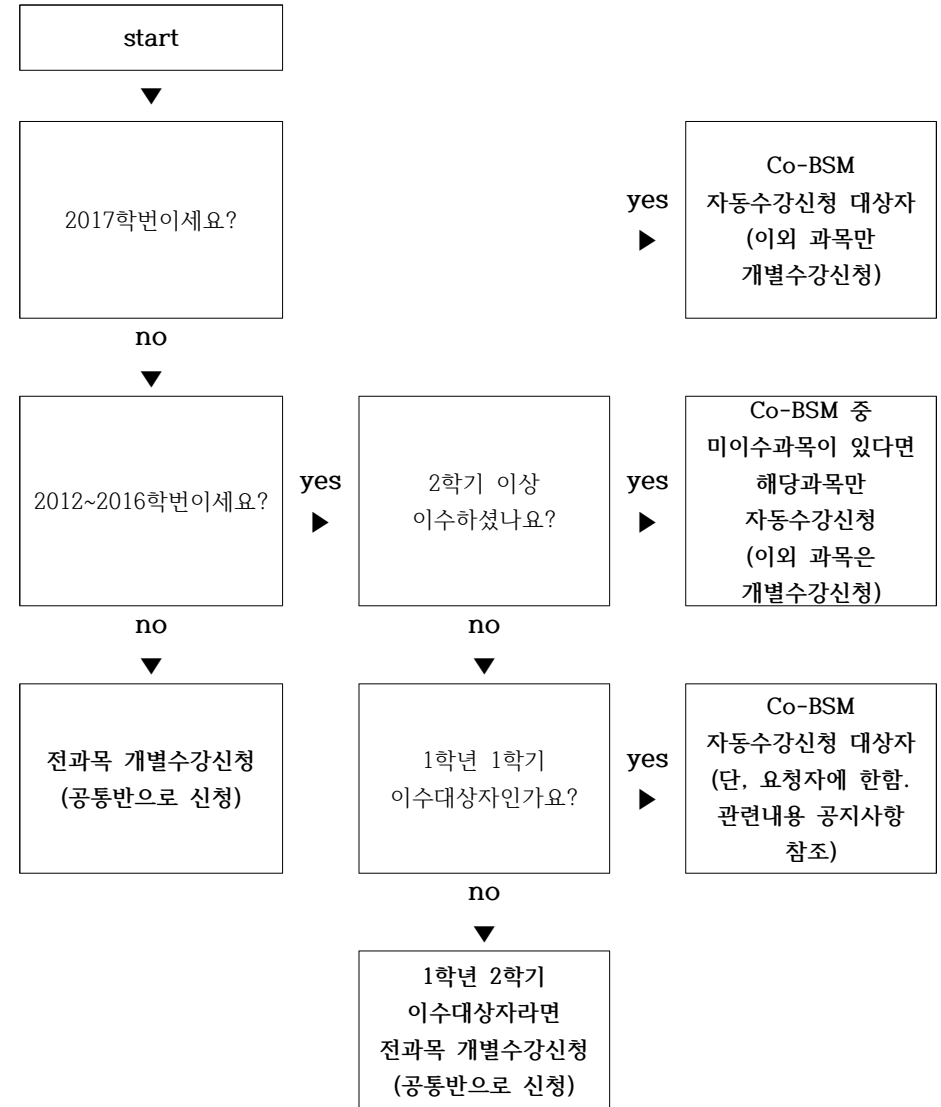 start
▼
2017학번이세요?
yes
▶
Co-BSM
자동수강신청 대상자
(이외 과목만
개별수강신청)
no
▼
2012~2016학번이세요?
yes
▶
2학기 이상
이수하셨나요?
yes
▶
Co-BSM 중
미이수과목이 있다면
해당과목만
자동수강신청
(이외 과목은
개별수강신청)
no
▼
no
▼
전과목 개별수강신청
(공통반으로 신청)
1학년 1학기
이수대상자인가요?
yes
▶
Co-BSM
자동수강신청 대상자
(단, 요청자에 한함.
관련내용 공지사항
참조)
no
▼
1학년 2학기
이수대상자라면
전과목 개별수강신청
(공통반으로 신청)